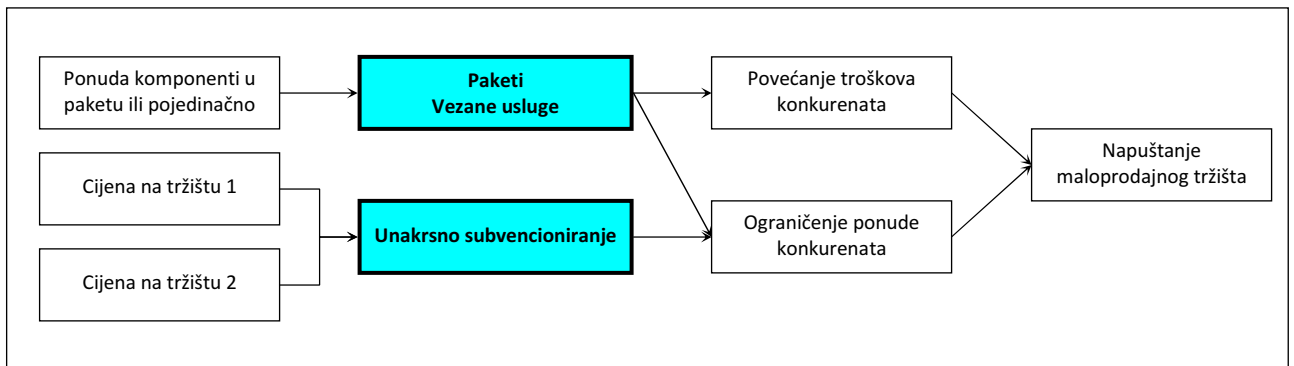 Ponuda komponenti u
paketu ili pojedinačno
Paketi
Vezane usluge
Povećanje troškova
konkurenata
Napuštanje
maloprodajnog tržišta
Cijena na tržištu 1
Unakrsno subvencioniranje
Ograničenje ponude
konkurenata
Cijena na tržištu 2